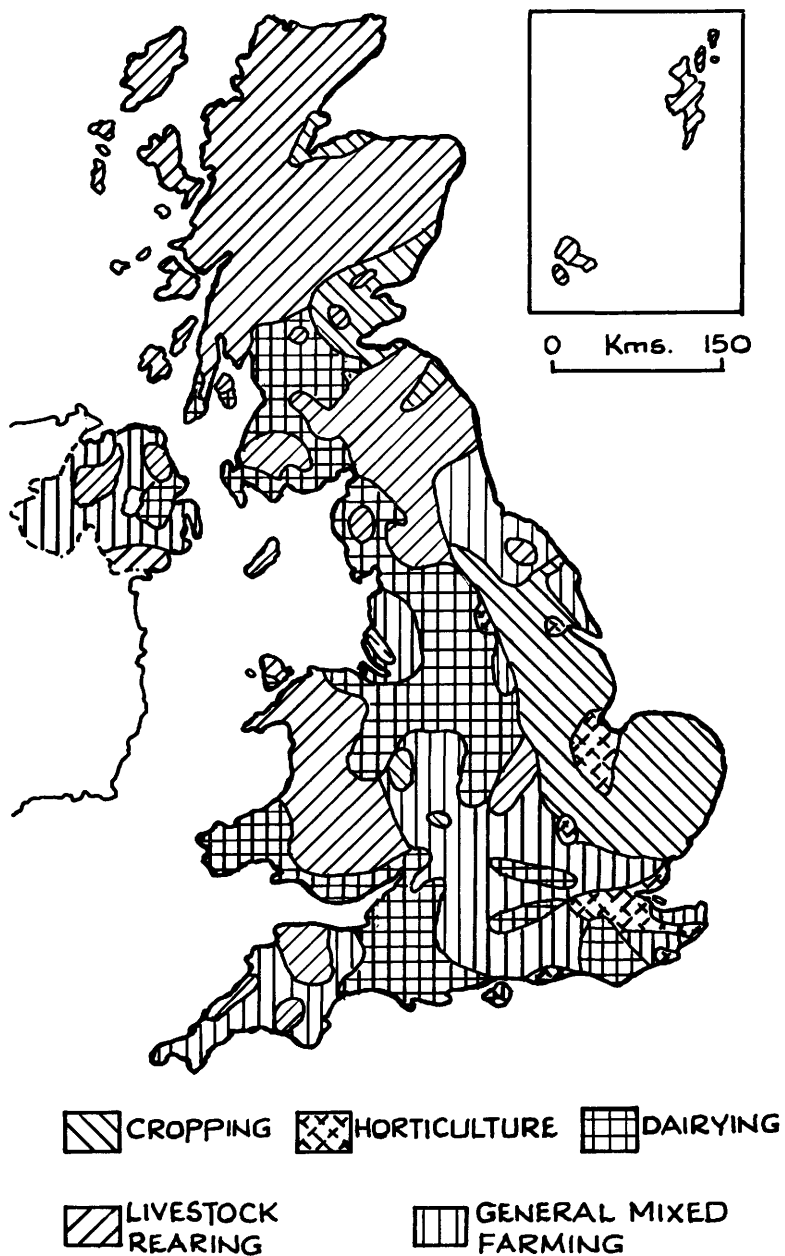 0 Kms. 150
CROPPING
HORTICULTURE
DAIRYING
LIVESTOCK
REARING
GENERAL MIXED
FARMING